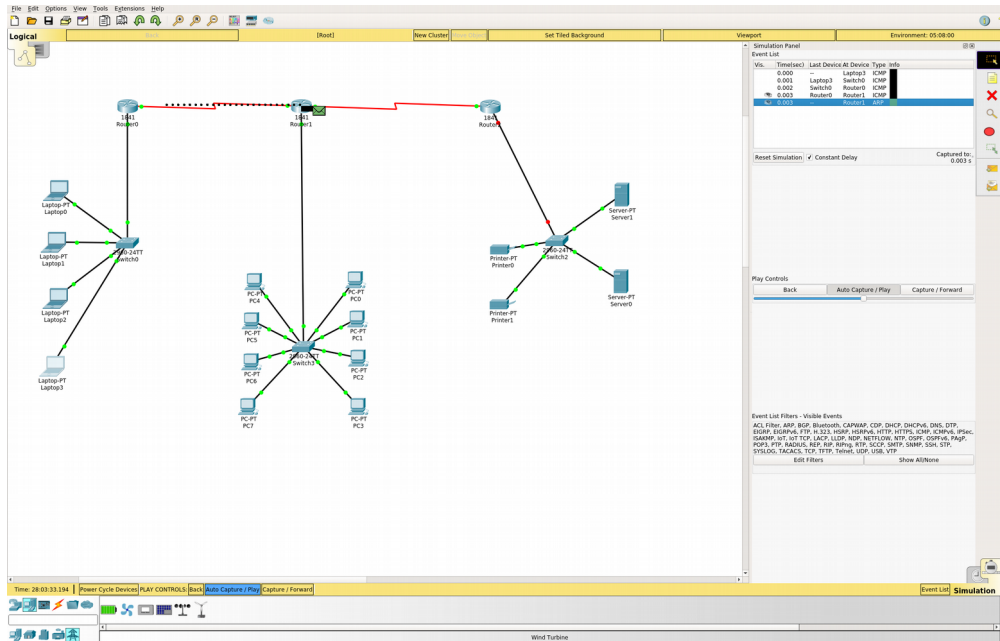 File Edit Options View Tools Extensions Help
Logical
Back
[Root]
New Cluster
Set Tiled Background
Viewport
Environment: 05:08:00
1841
Router0
1841
Router1
1841
Laptop-PT
Laptop0
Laptop-PT
Laptop1
Laptop-PT
Laptop2
Laptop-PT
Laptop3
2960-24TT
Switch0
PC-PT
PC4
PC-PT
PC0
PC-PT
PC5
PC-PT
PC1
PC-PT
PC6
PC-PT
PC2
PC-PT
PC7
PC-PT
PC3
2960-24TT
Switch3
Server-PT
Server1
2960-24TT
Switch2
Printer-PT
Printer0
Server-PT
Server0
Printer-PT
Printer1
Simulation Panel
Event List
Vis. Time(sec) Last Device At Device Type Info
0.000 -- Laptop3 ICMP
0.001 Laptop3 Switch0 ICMP
0.002 Switch0 Router0 ICMP
0.003 Router0 Router1 ICMP
0.003 -- Router1 ARP
Reset Simulation Constant Delay
Captured to:
0.003 s
Play Controls
Back Auto Capture / Play Capture / Forward
Event List Filters - Visible Events
ACL Filter, ARP, BGP, Bluetooth, CAPWAP, CDP, DHCP, DHCPv6, DNS, DTP,
EIGRP, EIGRPv6, FTP, H.323, HSRP, HSRPv6, HTTP, HTTPS, ICMP, ICMPv6, IPSec,
ISAKMP, IoT, IoT TCP, LACP, LLDP, NDP, NETFLOW, NTP, OSPF, OSPFv6, PAgP,
POP3, PTP, RADIUS, REP, RIP, RIPng, RTP, SCCP, SMTP, SNMP, SSH, STP,
SYSLOG, TACACS, TCP, TFTP, Telnet, UDP, USB, VTP
Edit Filters Show All/None
Time: 28:03:33.194 Power Cycle Devices PLAY CONTROLS: Back Auto Capture / Play Capture / Forward
Event List Simulation
Wind Turbine